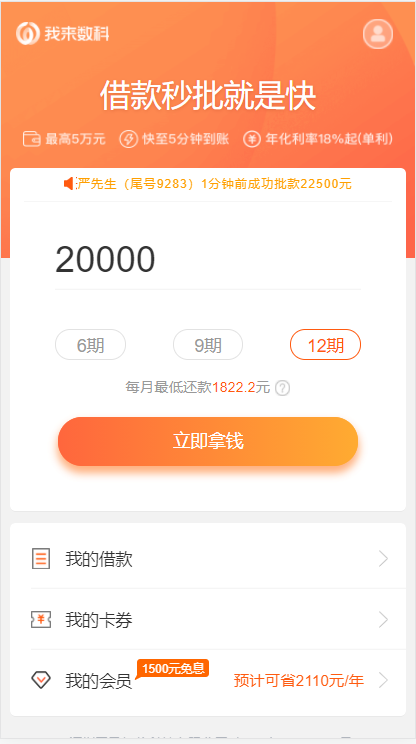 我来数科
借款秒批就是快
最高5万元 快至5分钟到账 年化利率18%起(单利)
严先生（尾号9283）1分钟前成功批款22500元
20000
6期 9期 12期
每月最低还款1822.2元 ?
立即拿钱
我的借款
我的卡券
我的会员 1500元免息 预计可省2110元/年